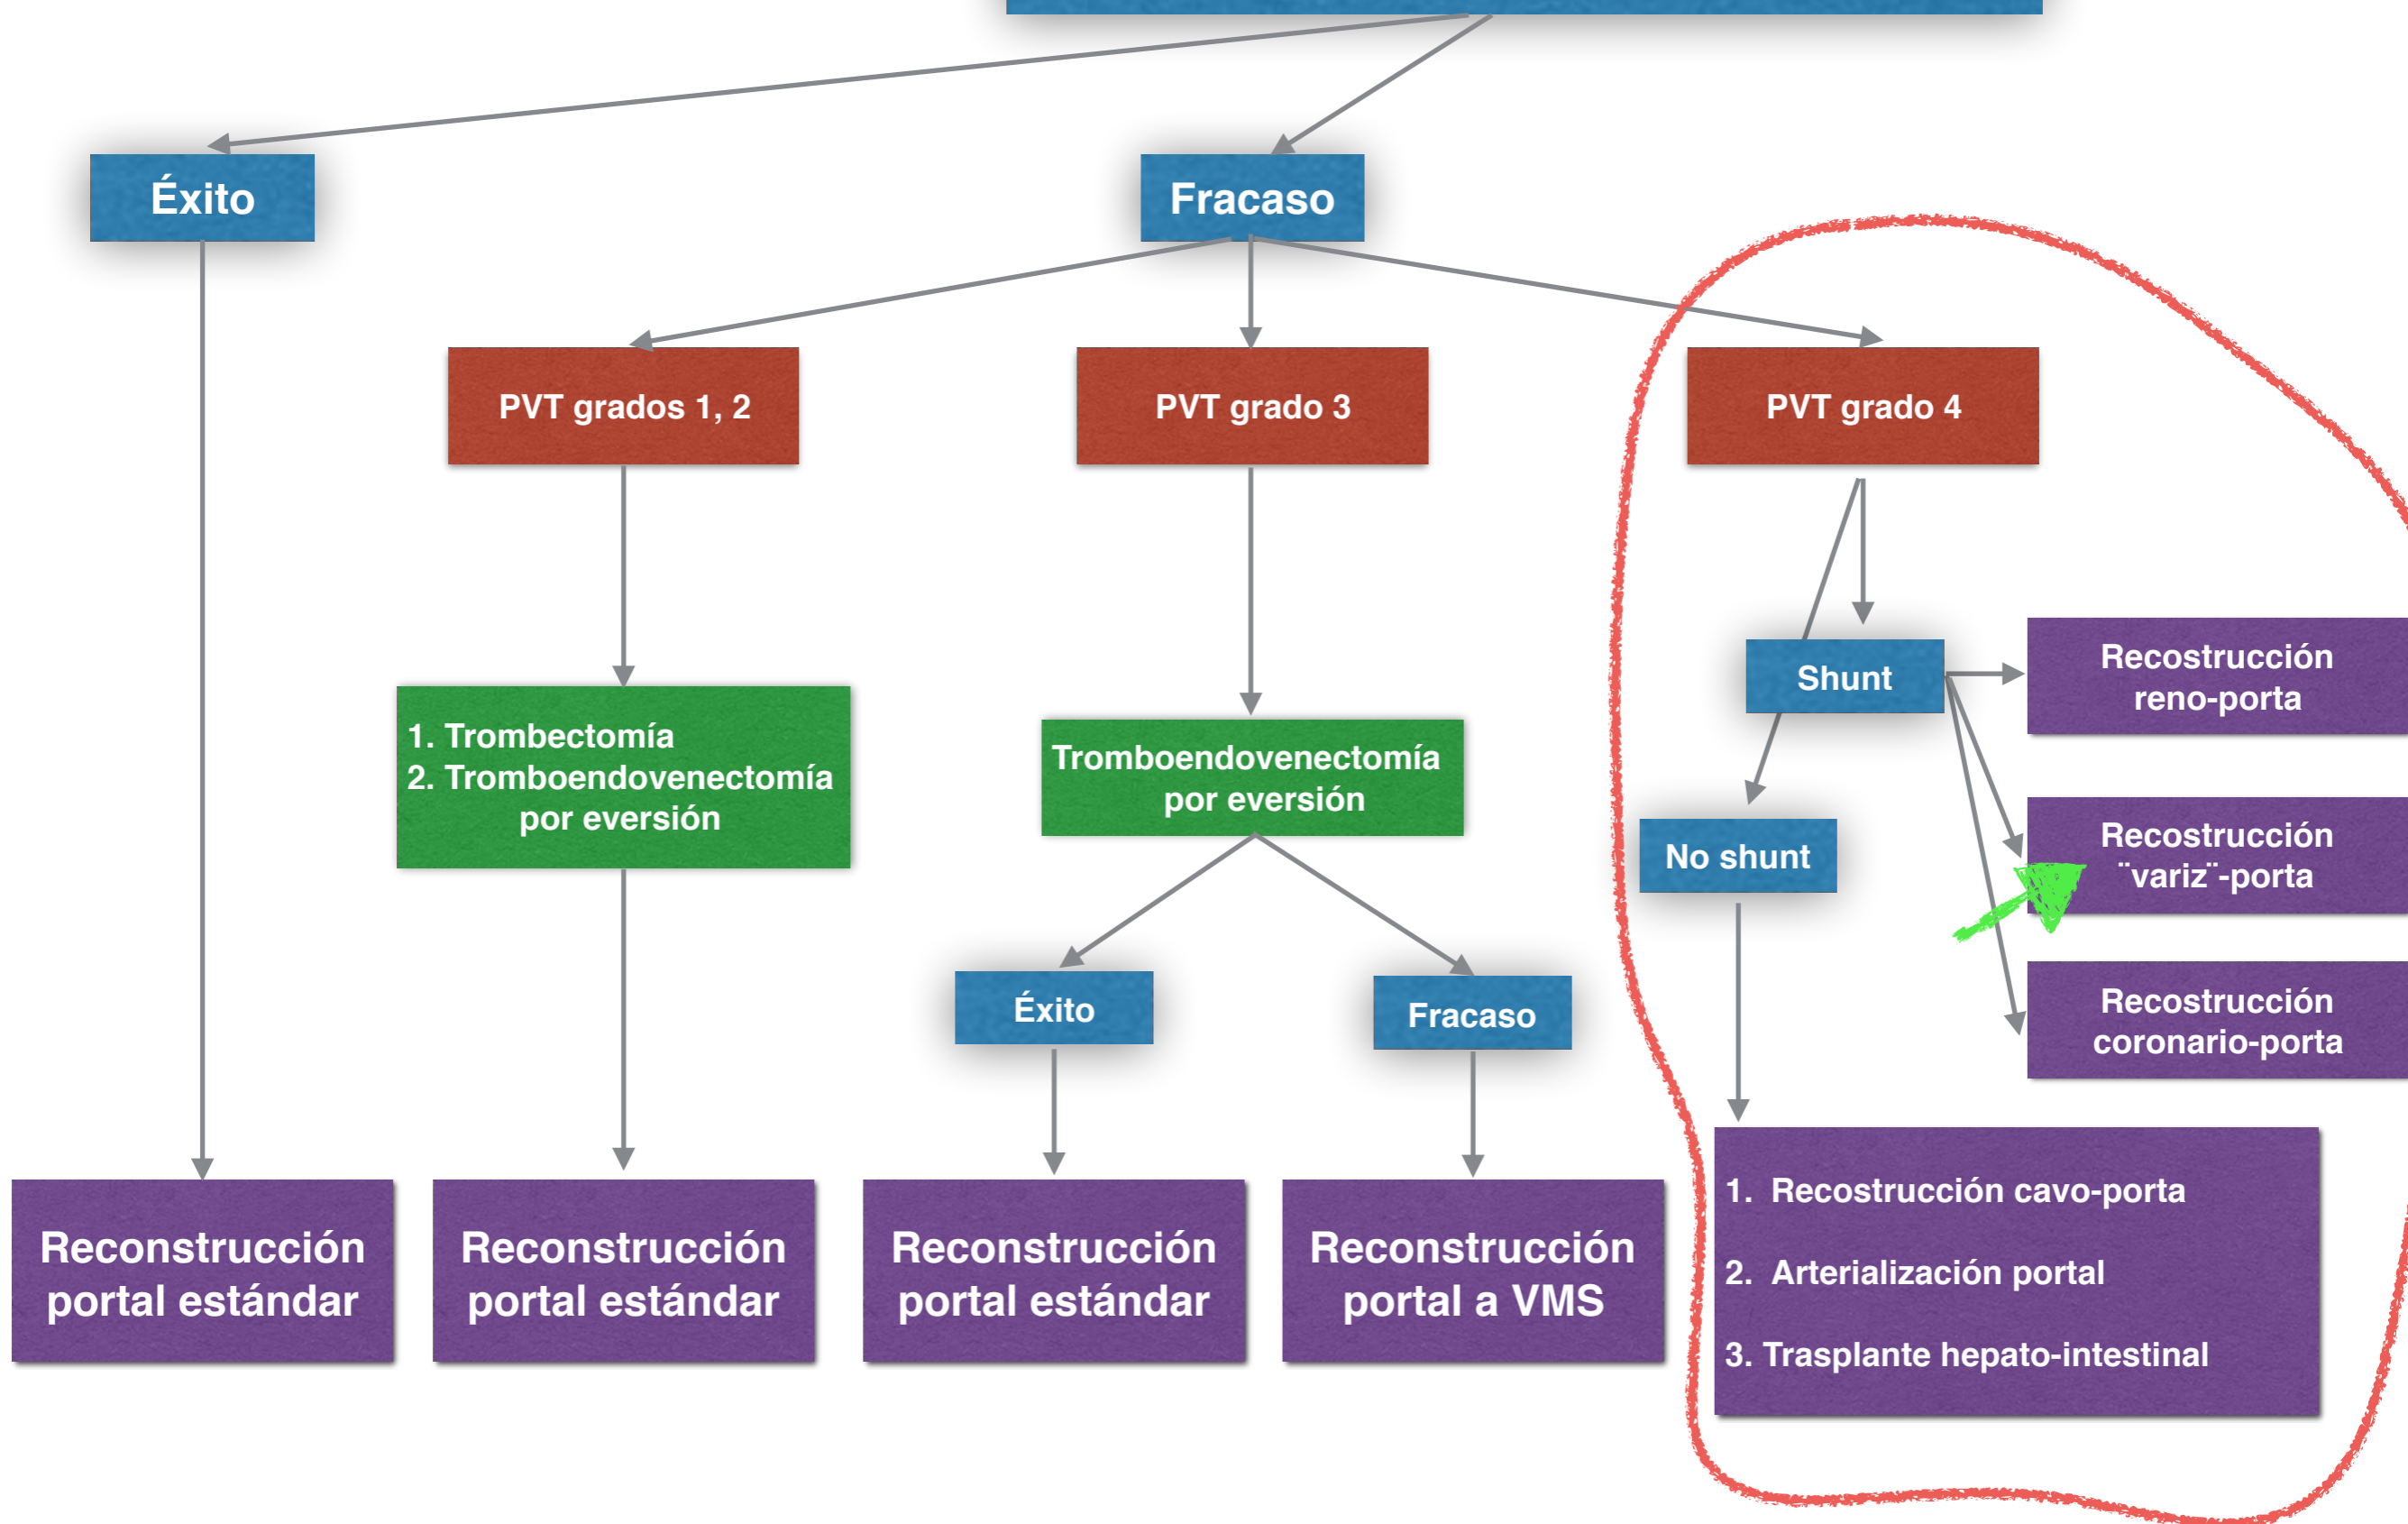 Éxito
Fracaso
PVT grados 1, 2
PVT grado 3
PVT grado 4
Shunt
Recostrucción
reno-porta
1. Trombectomía
2. Tromboendovenectomía
por eversión
Tromboendovenectomía
por eversión
No shunt
Recostrucción
¨variz¨-porta
Éxito
Fracaso
Recostrucción
coronario-porta
Reconstrucción
portal estándar
Reconstrucción
portal estándar
Reconstrucción
portal estándar
Reconstrucción
portal a VMS
1. Recostrucción cavo-porta
2. Arterialización portal
3. Trasplante hepato-intestinal